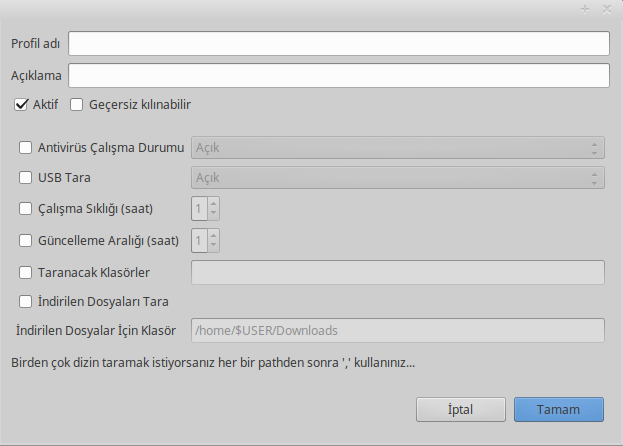 Profil adı
Açıklama
Aktif Geçersiz kılınabilir
Antivirüs Çalışma Durumu Açık
USB Tara Açık
Çalışma Sıklığı (saat) 1
Güncelleme Aralığı (saat) 1
Taranacak Klasörler
İndirilen Dosyaları Tara
İndirilen Dosyalar İçin Klasör /home/$USER/Downloads
Birden çok dizin taramak istiyorsanız her bir pathden sonra ',' kullanınız...
İptal Tamam